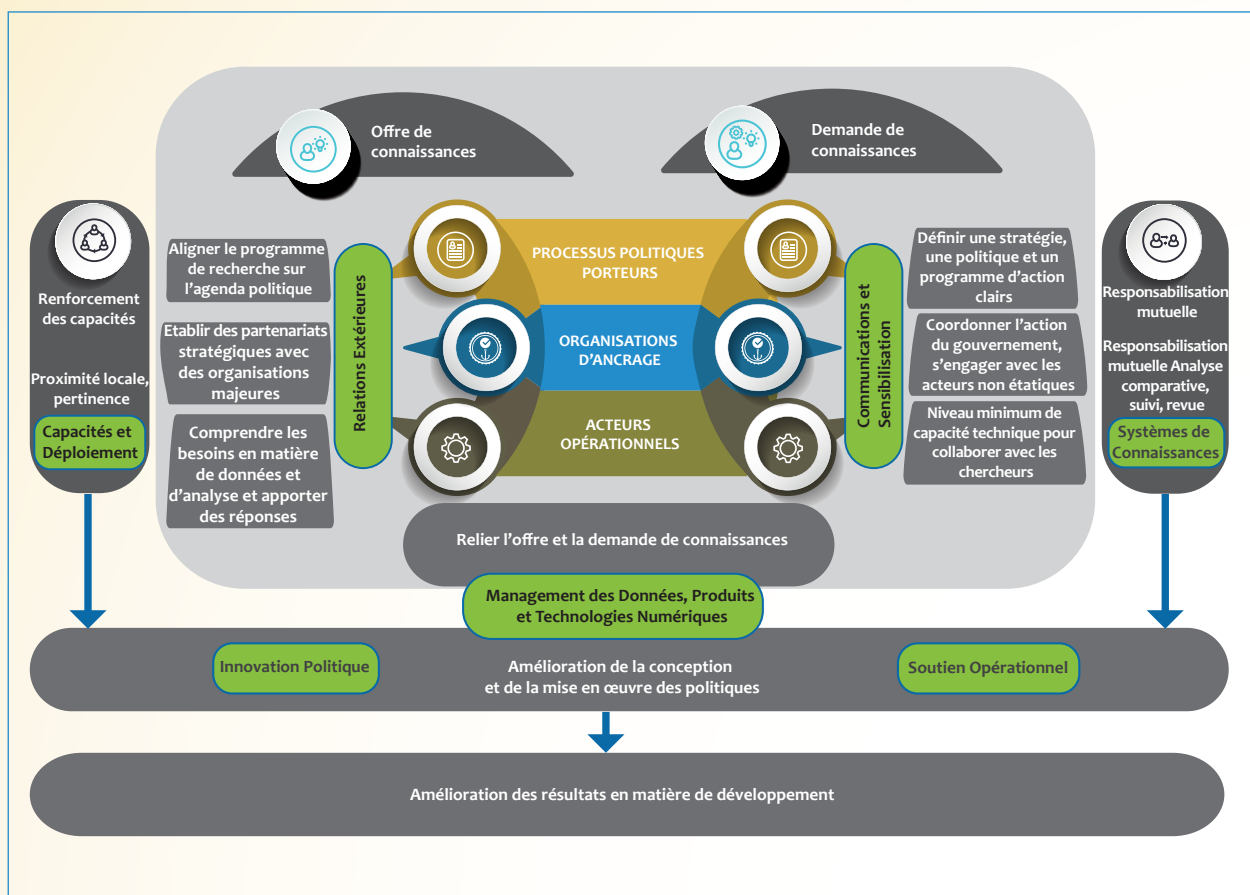 Offre de
connaissances
Demande de
connaissances
Renforcement
des capacités
Proximité locale,
pertinence
Capacités et
Déploiement
Aligner le programme
de recherche sur
l'agenda politique
Etablir des partenariats
stratégiques avec
des organisations
majeures
Comprendre les
besoins en matière
de données et
d'analyse et apporter
des réponses
Relations Extérieures
PROCESSUS POLITIQUES
PORTEURS
ORGANISATIONS
D'ANCRAGE
ACTEURS
OPÉRATIONNELS
Communications et
Sensibilisation
Définir une stratégie,
une politique et un
programme d'action
clairs
Coordonner l'action
du gouvernement,
s'engager avec les
acteurs non étatiques
Niveau minimum de
capacité technique pour
collaborer avec les
chercheurs
Responsabilisation
mutuelle
Responsabilisation
mutuelle Analyse
comparative,
suivi, revue
Systèmes de
Connaissances
Relier l'offre et la demande de connaissances
Management des Données, Produits
et Technologies Numériques
Innovation Politique
Amélioration de la conception
et de la mise en œuvre des politiques
Soutien Opérationnel
Amélioration des résultats en matière de développement